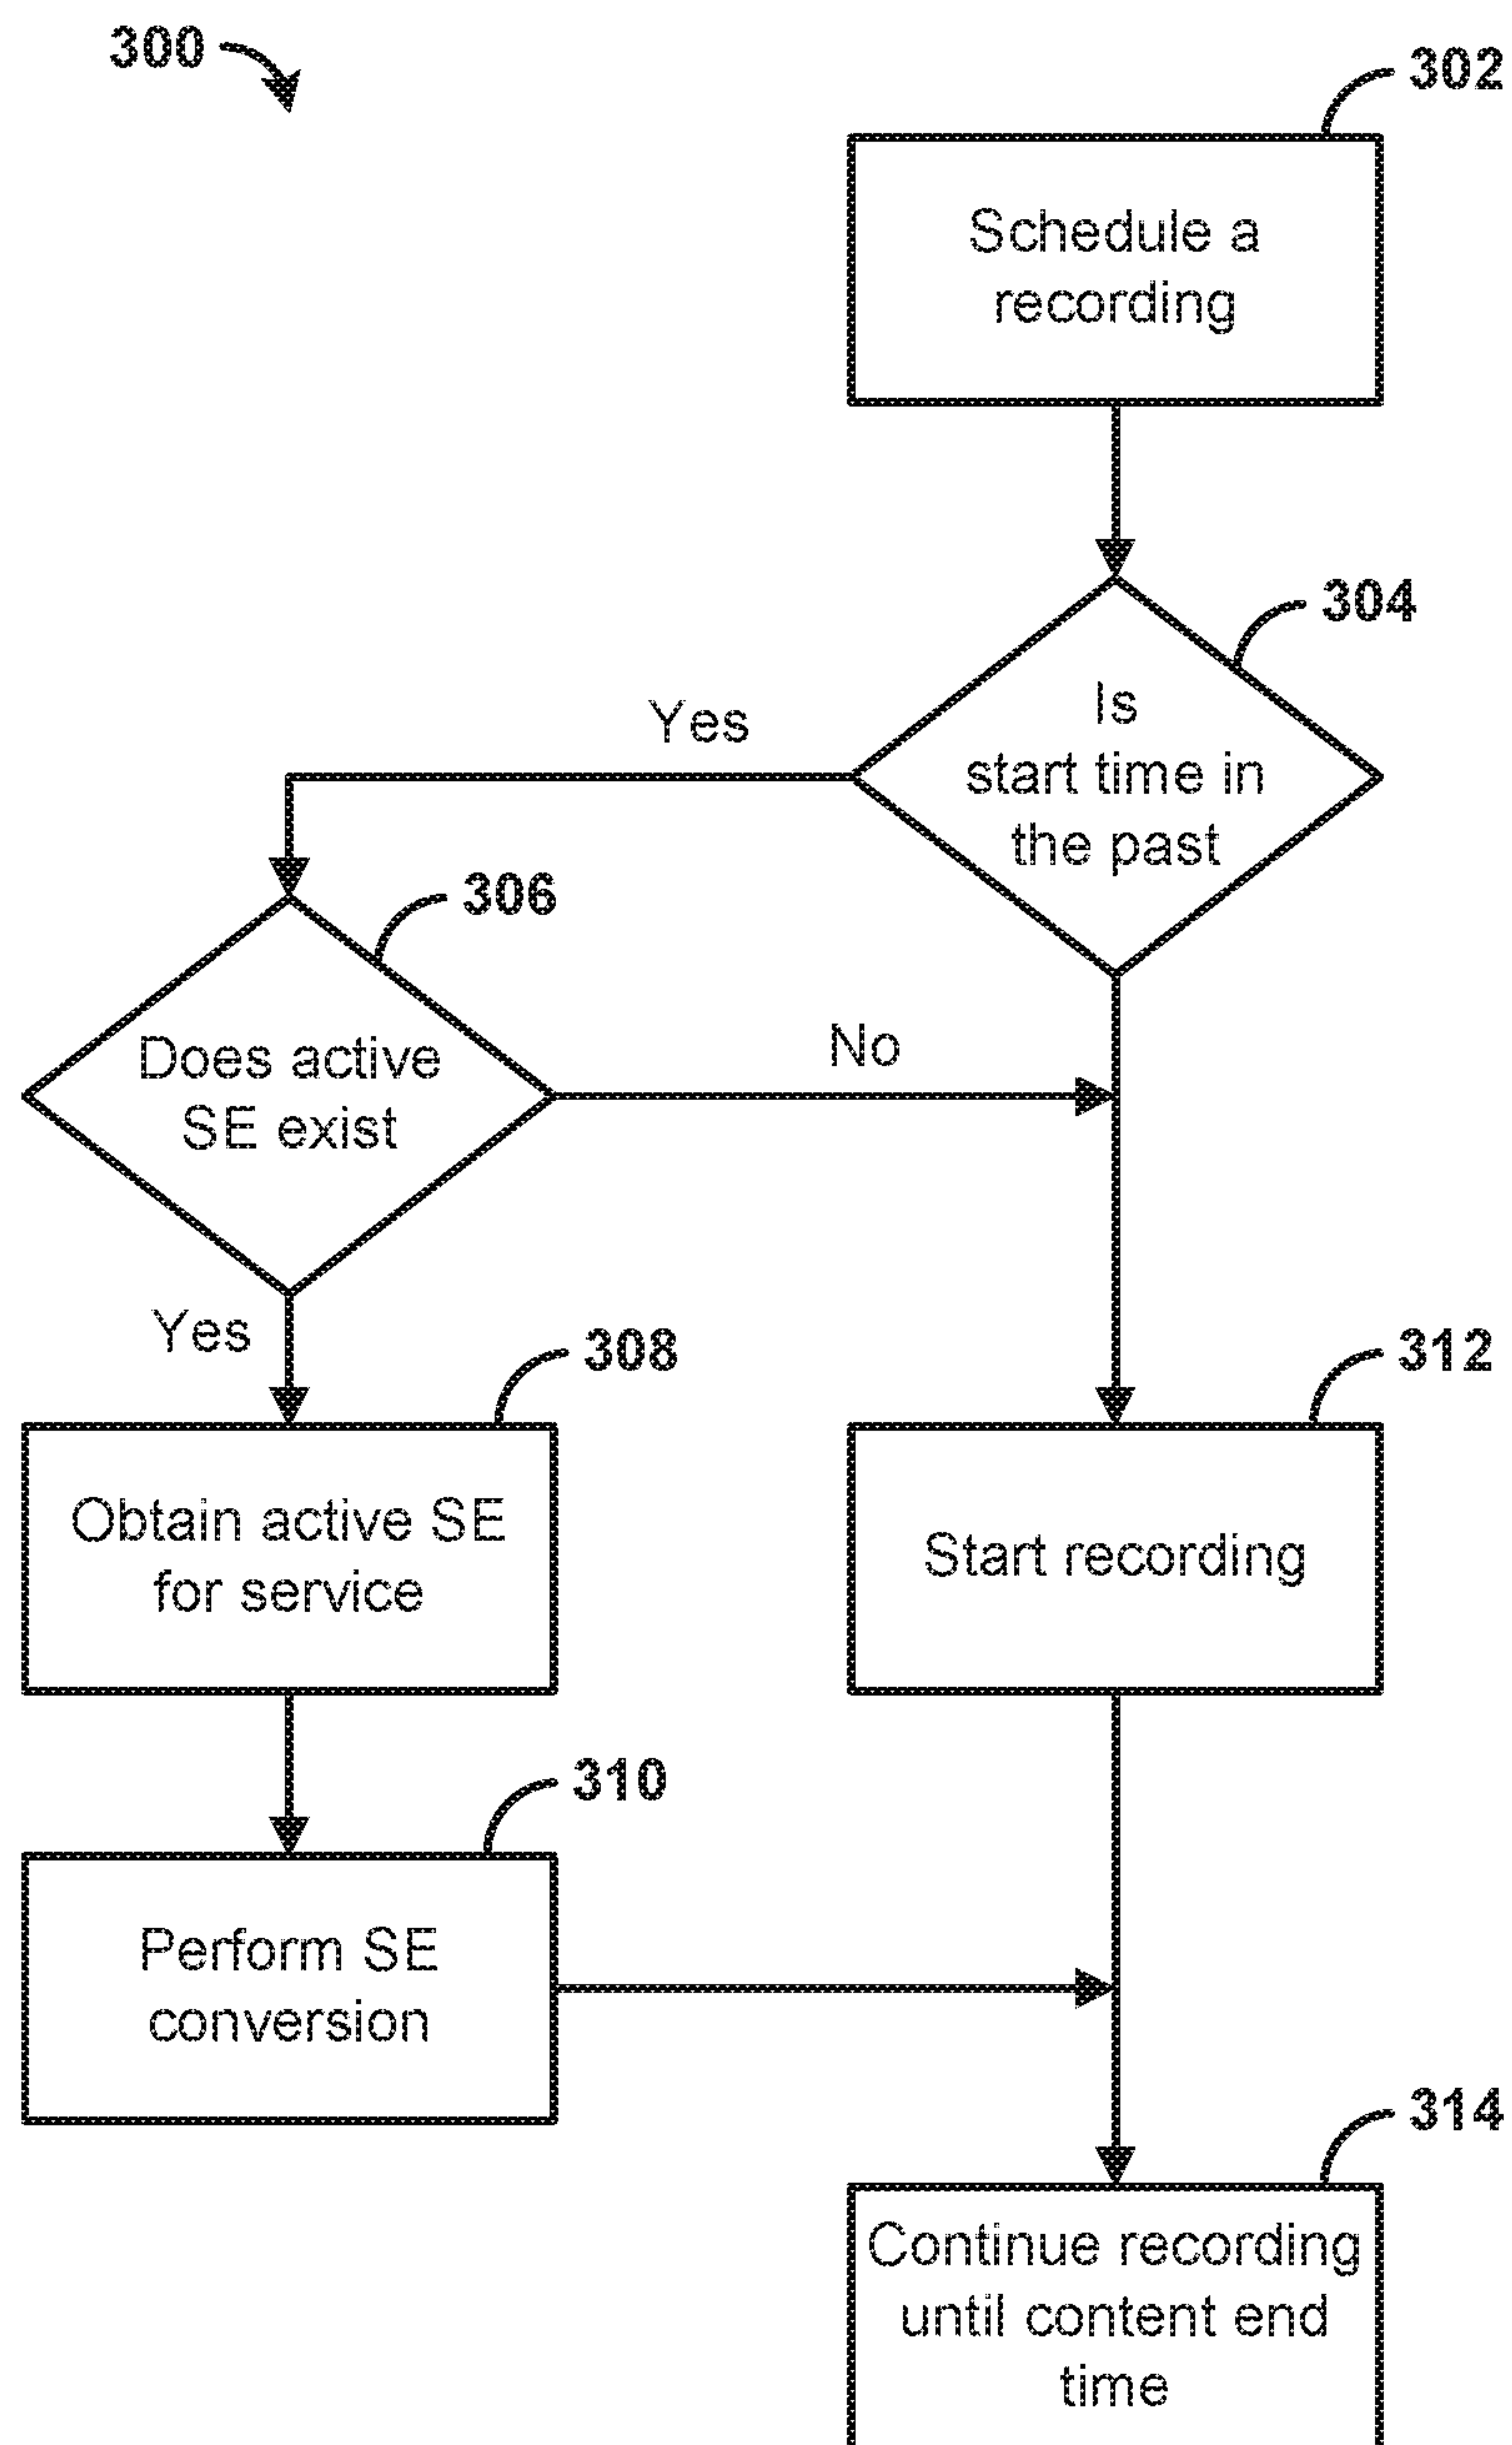 300
302
Schedule a
recording
304
Is
start time in
the past
Yes
306
Does active
SE exist
No
Yes
308
Obtain active SE
for service
312
Start recording
310
Perform SE
conversion
314
Continue recording
until content end
time